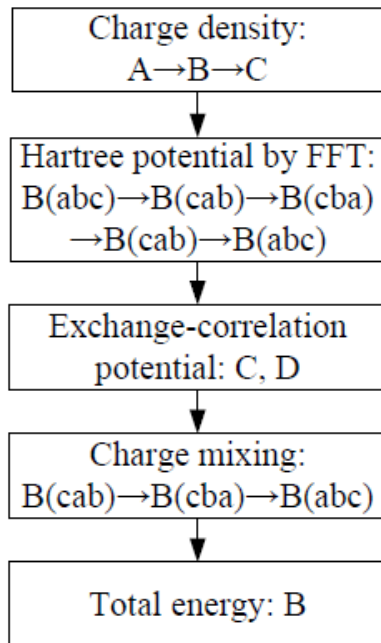 Charge density:
A→B→C
Hartree potential by FFT:
B(abc)→B(cab)→B(cba)
→B(cab)→B(abc)
Exchange-correlation
potential: C, D
Charge mixing:
B(cab)→B(cba)→B(abc)
Total energy: B